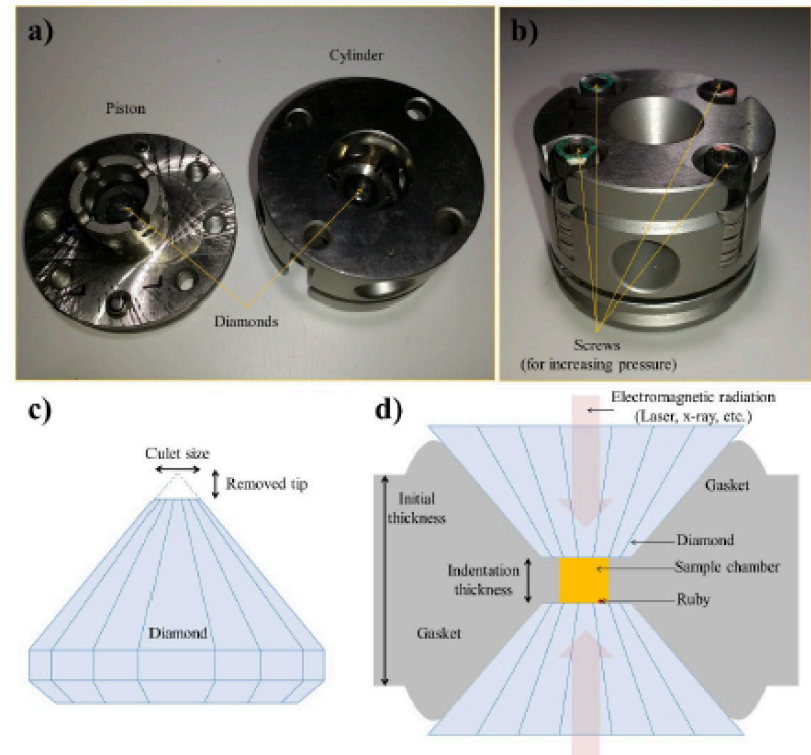 a)
Cylinder
Piston
Diamonds
b)
Screws
(for increasing pressure)
c)
Culet size
Removed tip
Diamond
d)
Electromagnetic radiation
(Laser, x-ray, etc.)
Initial
thickness
Gasket
Diamond
Indentation
thickness
Sample chamber
Ruby
Gasket